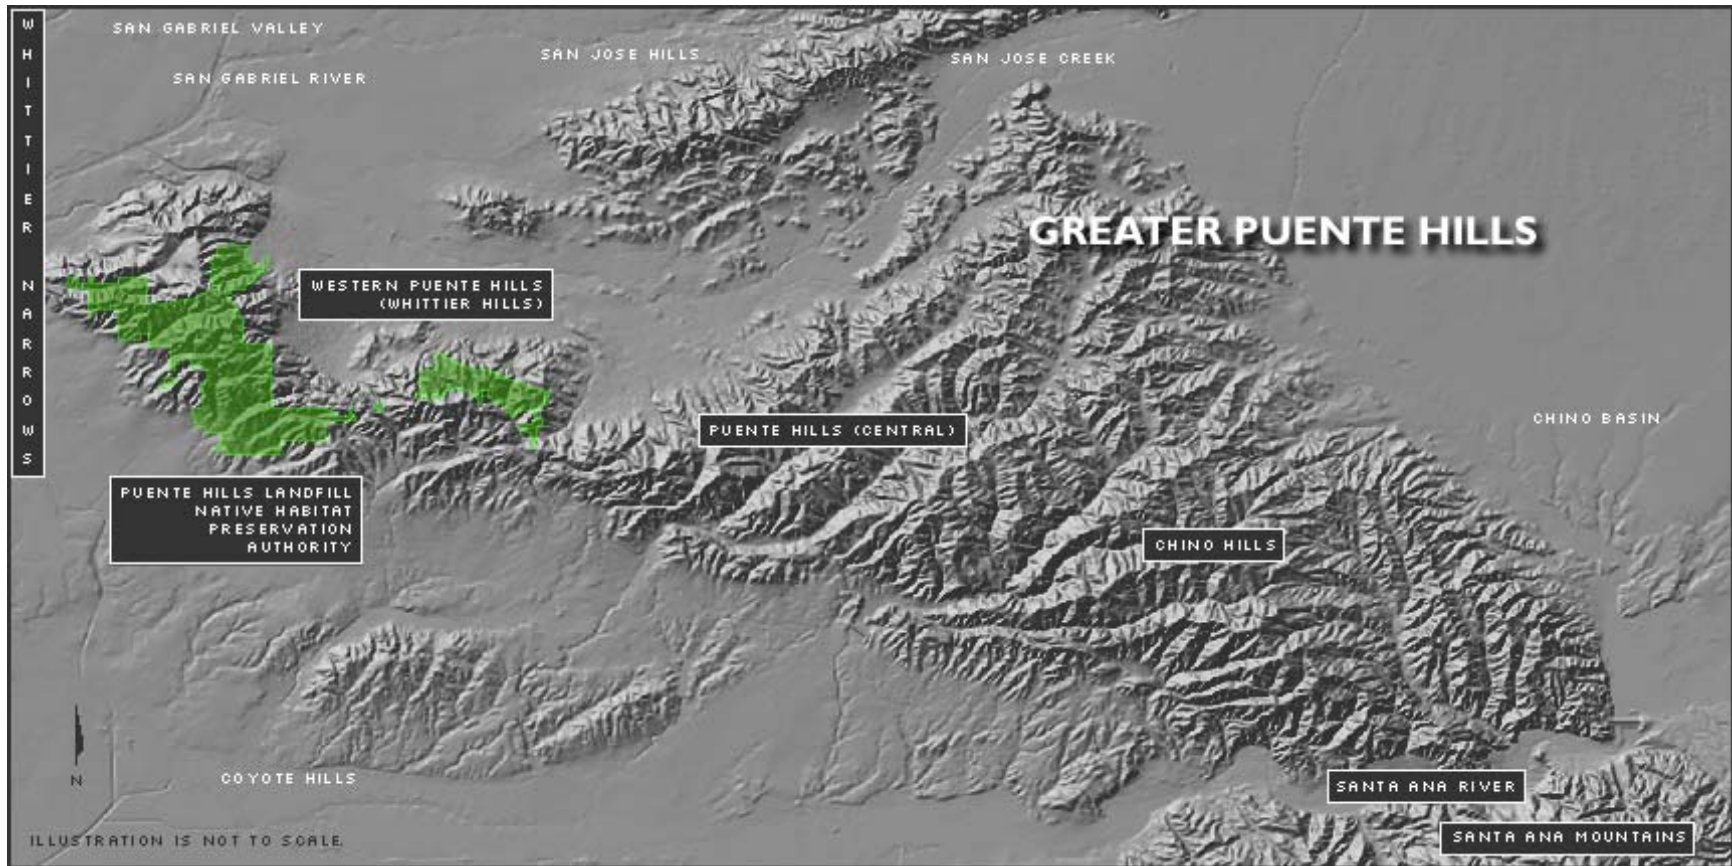 WHITTIER NARROWS
SAN GABRIEL VALLEY
SAN JOSE HILLS
SAN JOSE CREEK
SAN GABRIEL RIVER
GREATER PUENTE HILLS
WESTERN PUENTE HILLS
(WHITTIER HILLS)
PUENTE HILLS (CENTRAL)
CHINO BASIN
PUENTE HILLS LANDFILL
NATIVE HABITAT
PRESERVATION
AUTHORITY
CHINO HILLS
N
COYOTE HILLS
SANTA ANA RIVER
SANTA ANA MOUNTAINS
ILLUSTRATION IS NOT TO SCALE.